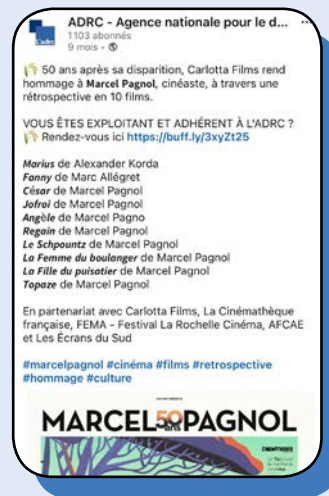 ADRC - Agence nationale pour le d...
1103 abonnés
9 mois •
50 ans après sa disparition, Carlotta Films rend
hommage à Marcel Pagnol, cinéaste, à travers une
rétrospective en 10 films.
VOUS ÊTES EXPLOITANT ET ADHÉRENT À L'ADRC ?
Rendez-vous ici https://buff.ly/3xyZt25
Marius de Alexander Korda
Fanny de Marc Allégret
César de Marcel Pagnol
Jofroi de Marcel Pagnol
Angèle de Marcel Pagno
Regain de Marcel Pagnol
Le Schpountz de Marcel Pagnol
La Femme du boulanger de Marcel Pagnol
La Fille du puisatier de Marcel Pagnol
Topaze de Marcel Pagnol
En partenariat avec Carlotta Films, La Cinémathèque
française, FEMA - Festival La Rochelle Cinéma, AFCAE
et Les Écrans du Sud
#marcelpagnol #cinéma #films #retrospective
#hommage #culture
MARCEL 50 ans PAGNOL